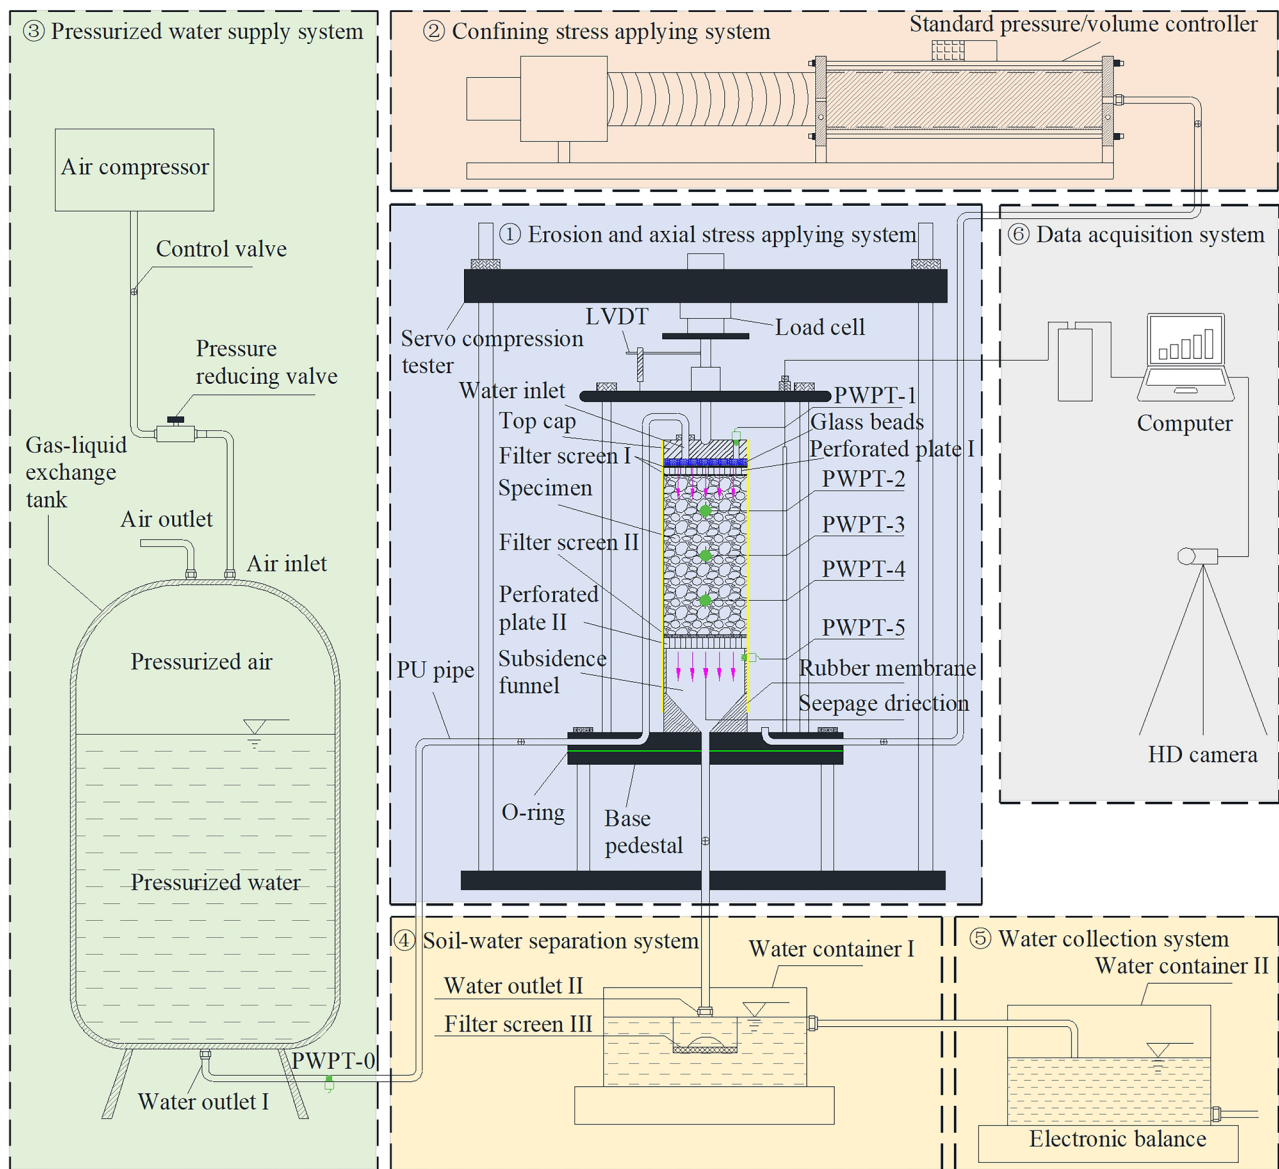 ③ Pressurized water supply system
Air compressor
Control valve
Pressure
reducing valve
Gas-liquid
exchange
tank
Air outlet
Air inlet
Pressurized air
Pressurized water
PWPT-0
Water outlet I
② Confining stress applying system
Standard pressure/volume controller
① Erosion and axial stress applying system
LVDT
Load cell
Servo compression
tester
Water inlet
Top cap
Filter screen I
Specimen
Filter screen II
Perforated
plate II
Subsidence
funnel
PU pipe
O-ring
Base
pedestal
PWPT-1
Glass beads
Perforated plate I
PWPT-2
PWPT-3
PWPT-4
PWPT-5
Rubber membrane
Seepage driection
⑥ Data acquisition system
Computer
HD camera
④ Soil-water separation system
Water container I
Water outlet II
Filter screen III
⑤ Water collection system
Water container II
Electronic balance